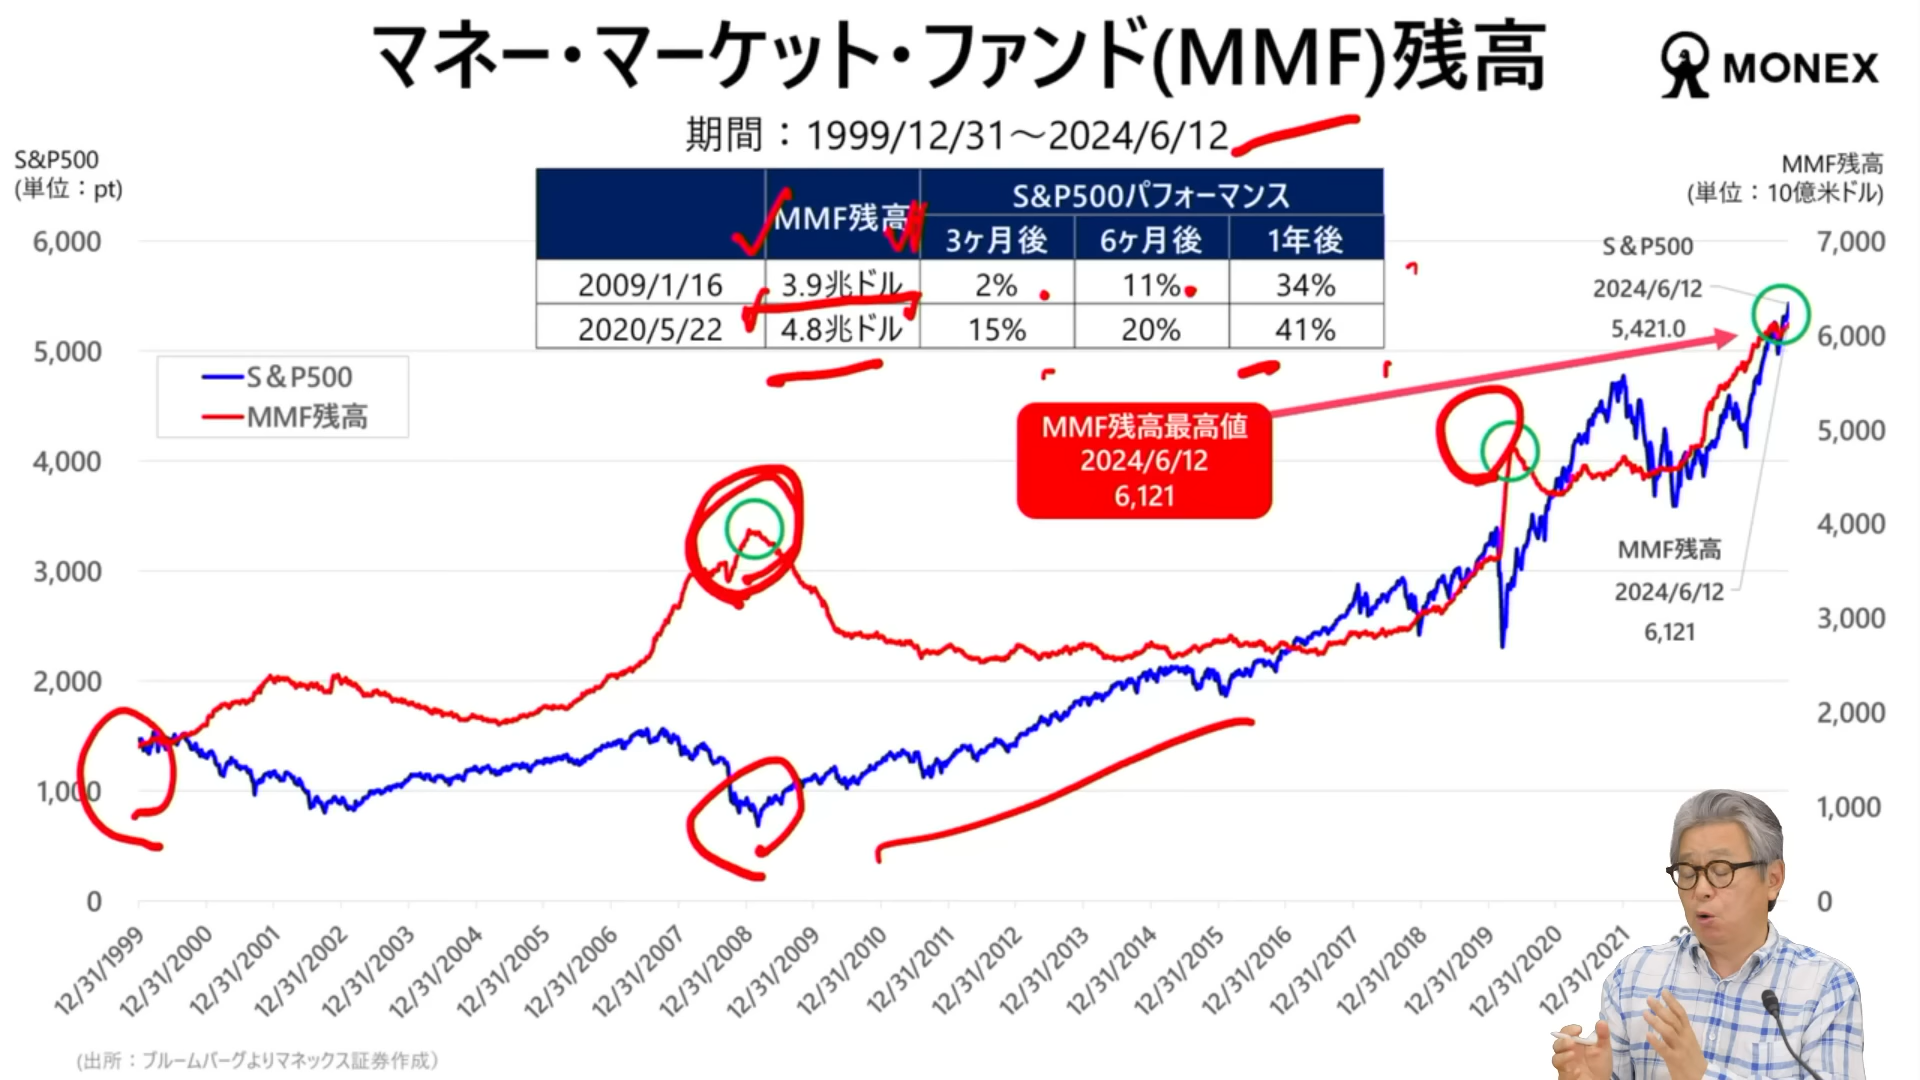 マネー・マーケット・ファンド(MMF)残高
MONEX
期間：1999/12/31～2024/6/12
S&P500
(単位：pt)
MMF残高
(単位：10億米ドル)
MMF残高
S&P500パフォーマンス
3ヶ月後
6ヶ月後
1年後
2009/1/16
3.9兆ドル
2%
11%
34%
2020/5/22
4.8兆ドル
15%
20%
41%
6,000
5,000
4,000
3,000
2,000
1,000
0
7,000
6,000
5,000
4,000
3,000
2,000
1,000
0
S＆P500
MMF残高
S＆P500
2024/6/12
5,421.0
MMF残高最高値
2024/6/12
6,121
MMF残高
2024/6/12
6,121
12/31/1999
12/31/2000
12/31/2001
12/31/2002
12/31/2003
12/31/2004
12/31/2005
12/31/2006
12/31/2007
12/31/2008
12/31/2009
12/31/2010
12/31/2011
12/31/2012
12/31/2013
12/31/2014
12/31/2015
12/31/2016
12/31/2017
12/31/2018
12/31/2019
12/31/2020
12/31/2021
(出所：ブルームバーグよりマネックス証券作成）